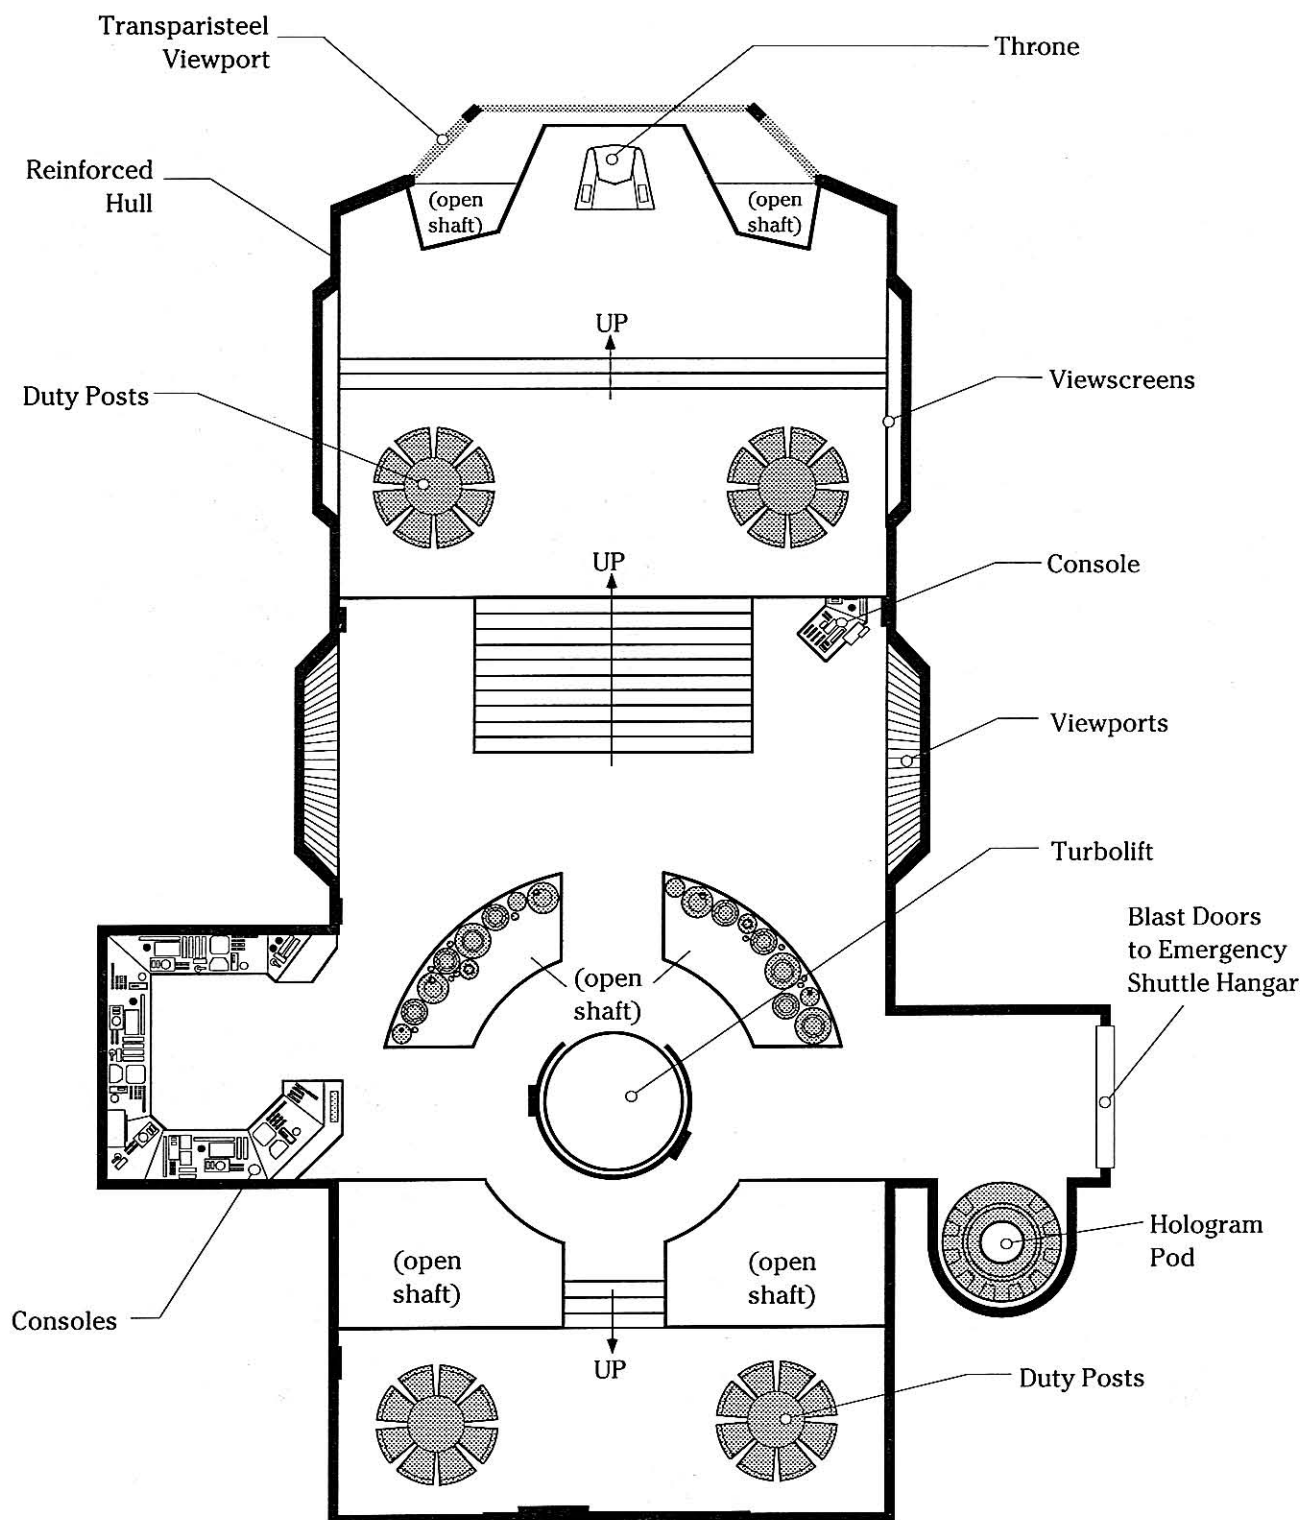 Transparisteel
Viewport
Throne
Reinforced
Hull
(open
shaft)
(open
shaft)
UP
Duty Posts
Viewscreens
UP
Console
Viewports
Turbolift
Blast Doors
to Emergency
Shuttle Hangar
(open
shaft)
Hologram
Pod
(open
shaft)
(open
shaft)
Consoles
UP
Duty Posts